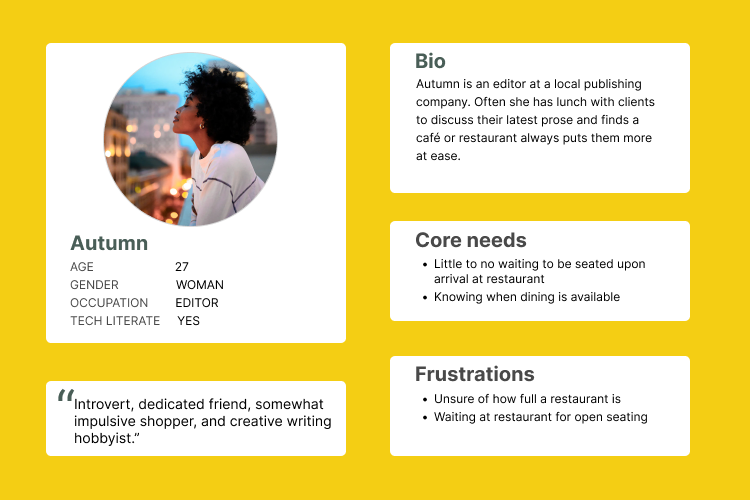 Autumn
AGE 27
GENDER WOMAN
OCCUPATION EDITOR
TECH LITERATE YES
“Introvert, dedicated friend, somewhat
impulsive shopper, and creative writing
hobbyist.”
Bio
Autumn is an editor at a local publishing
company. Often she has lunch with clients
to discuss their latest prose and finds a
café or restaurant always puts them more
at ease.
Core needs
• Little to no waiting to be seated upon
arrival at restaurant
• Knowing when dining is available
Frustrations
• Unsure of how full a restaurant is
• Waiting at restaurant for open seating